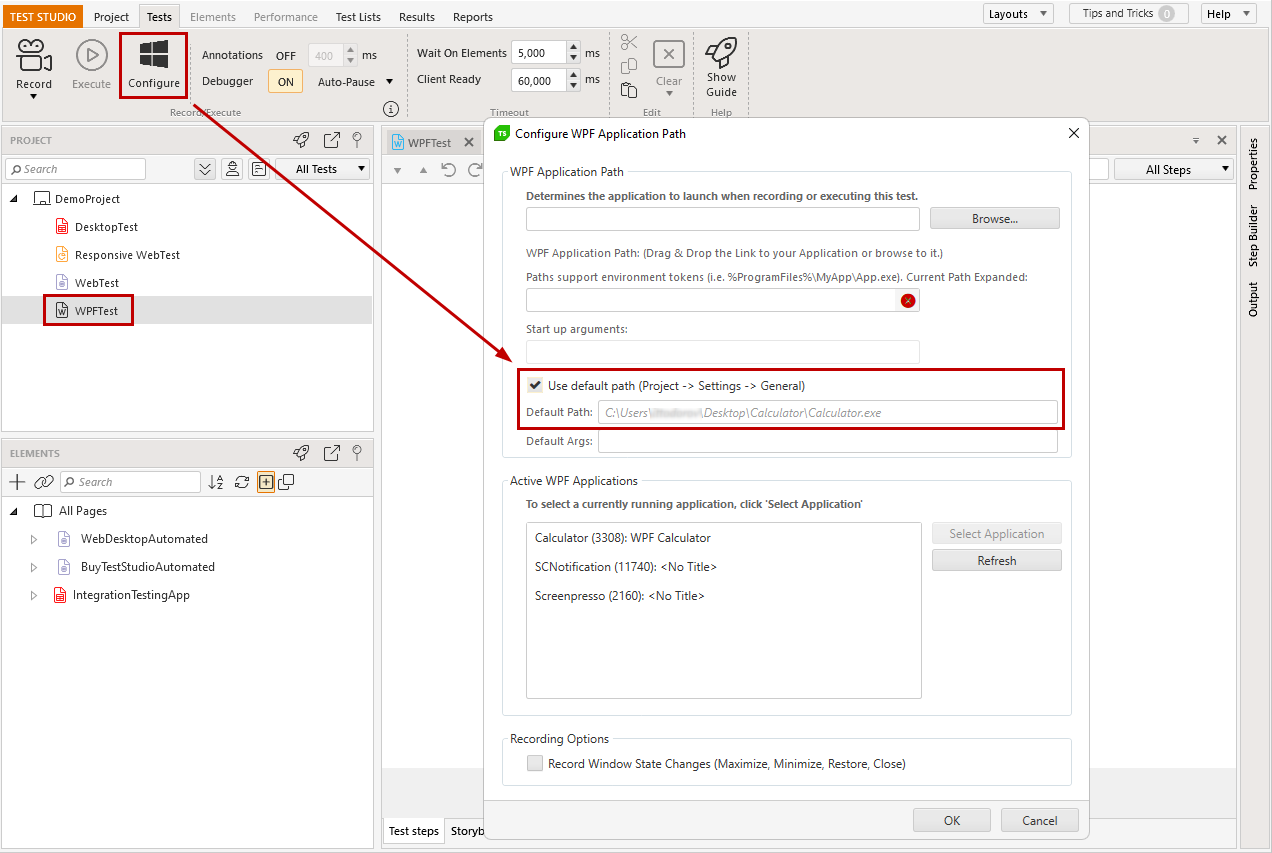 TEST STUDIO Project Tests Elements Performance Test Lists Results Reports Layouts Tips and Tricks 0 Help
Record Execute Configure
Annotations OFF 400 ms
Debugger ON Auto-Pause
Record/Execute
Wait On Elements 5,000 ms
Client Ready 60,000 ms
Timeout
Clear
Edit
Show
Guide
Help
PROJECT
Search All Tests
DemoProject
DesktopTest
Responsive WebTest
WebTest
WPFTest
ELEMENTS
Search
All Pages
WebDesktopAutomated
BuyTestStudioAutomated
IntegrationTestingApp
WPFTest
All Steps
Test steps Storyb
Properties
Step Builder
Output
TS Configure WPF Application Path
WPF Application Path
Determines the application to launch when recording or executing this test.
Browse...
WPF Application Path: (Drag & Drop the Link to your Application or browse to it.)
Paths support environment tokens (i.e. %ProgramFiles%\MyApp\App.exe). Current Path Expanded:
Start up arguments:
Use default path (Project -> Settings -> General)
Default Path: C:\Users\ \Desktop\Calculator\Calculator.exe
Default Args:
Active WPF Applications
To select a currently running application, click 'Select Application'
Calculator (3308): WPF Calculator
SCNotification (11740): <No Title>
Screenpresso (2160): <No Title>
Select Application
Refresh
Recording Options
Record Window State Changes (Maximize, Minimize, Restore, Close)
OK Cancel